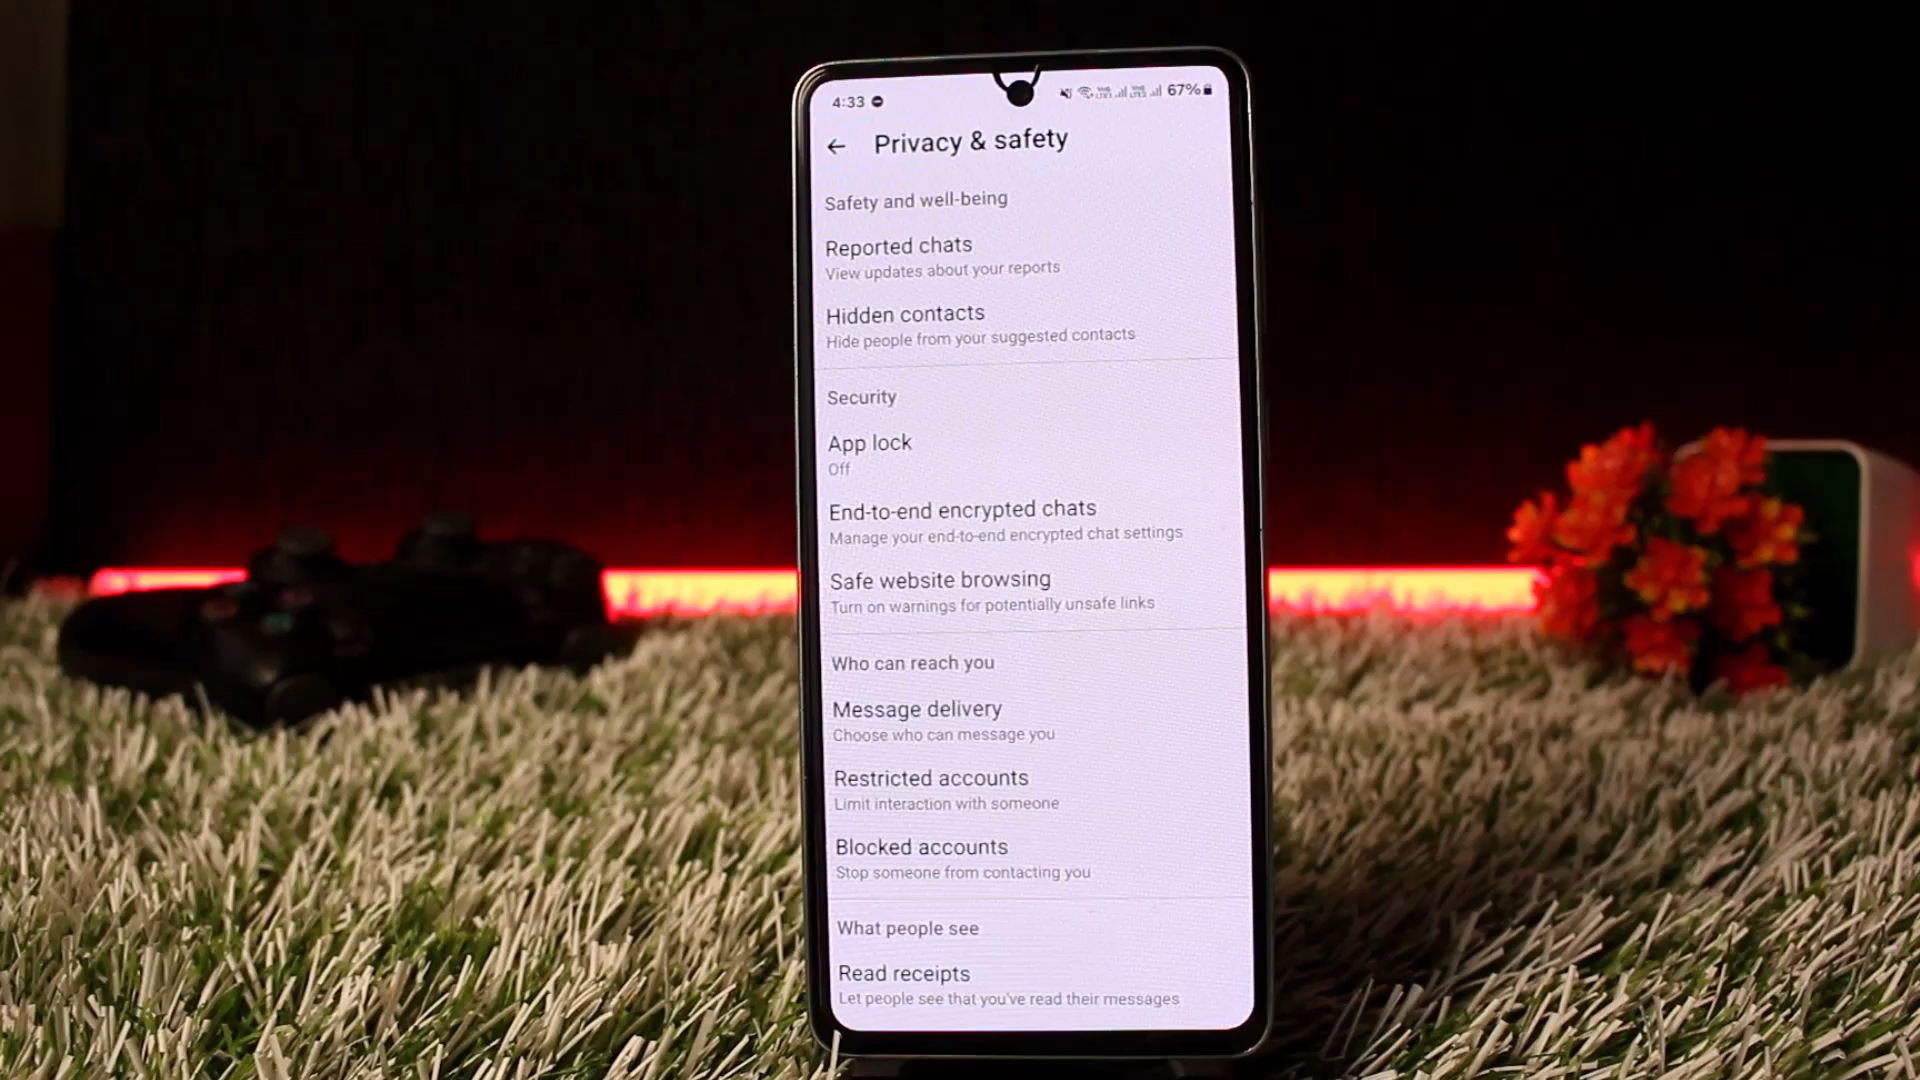 4:33
67%
Privacy & safety
Safety and well-being
Reported chats
View updates about your reports
Hidden contacts
Hide people from your suggested contacts
Security
App lock
Off
End-to-end encrypted chats
Manage your end-to-end encrypted chat settings
Safe website browsing
Turn on warnings for potentially unsafe links
Who can reach you
Message delivery
Choose who can message you
Restricted accounts
Limit interaction with someone
Blocked accounts
Stop someone from contacting you
What people see
Read receipts
Let people see that you've read their messages